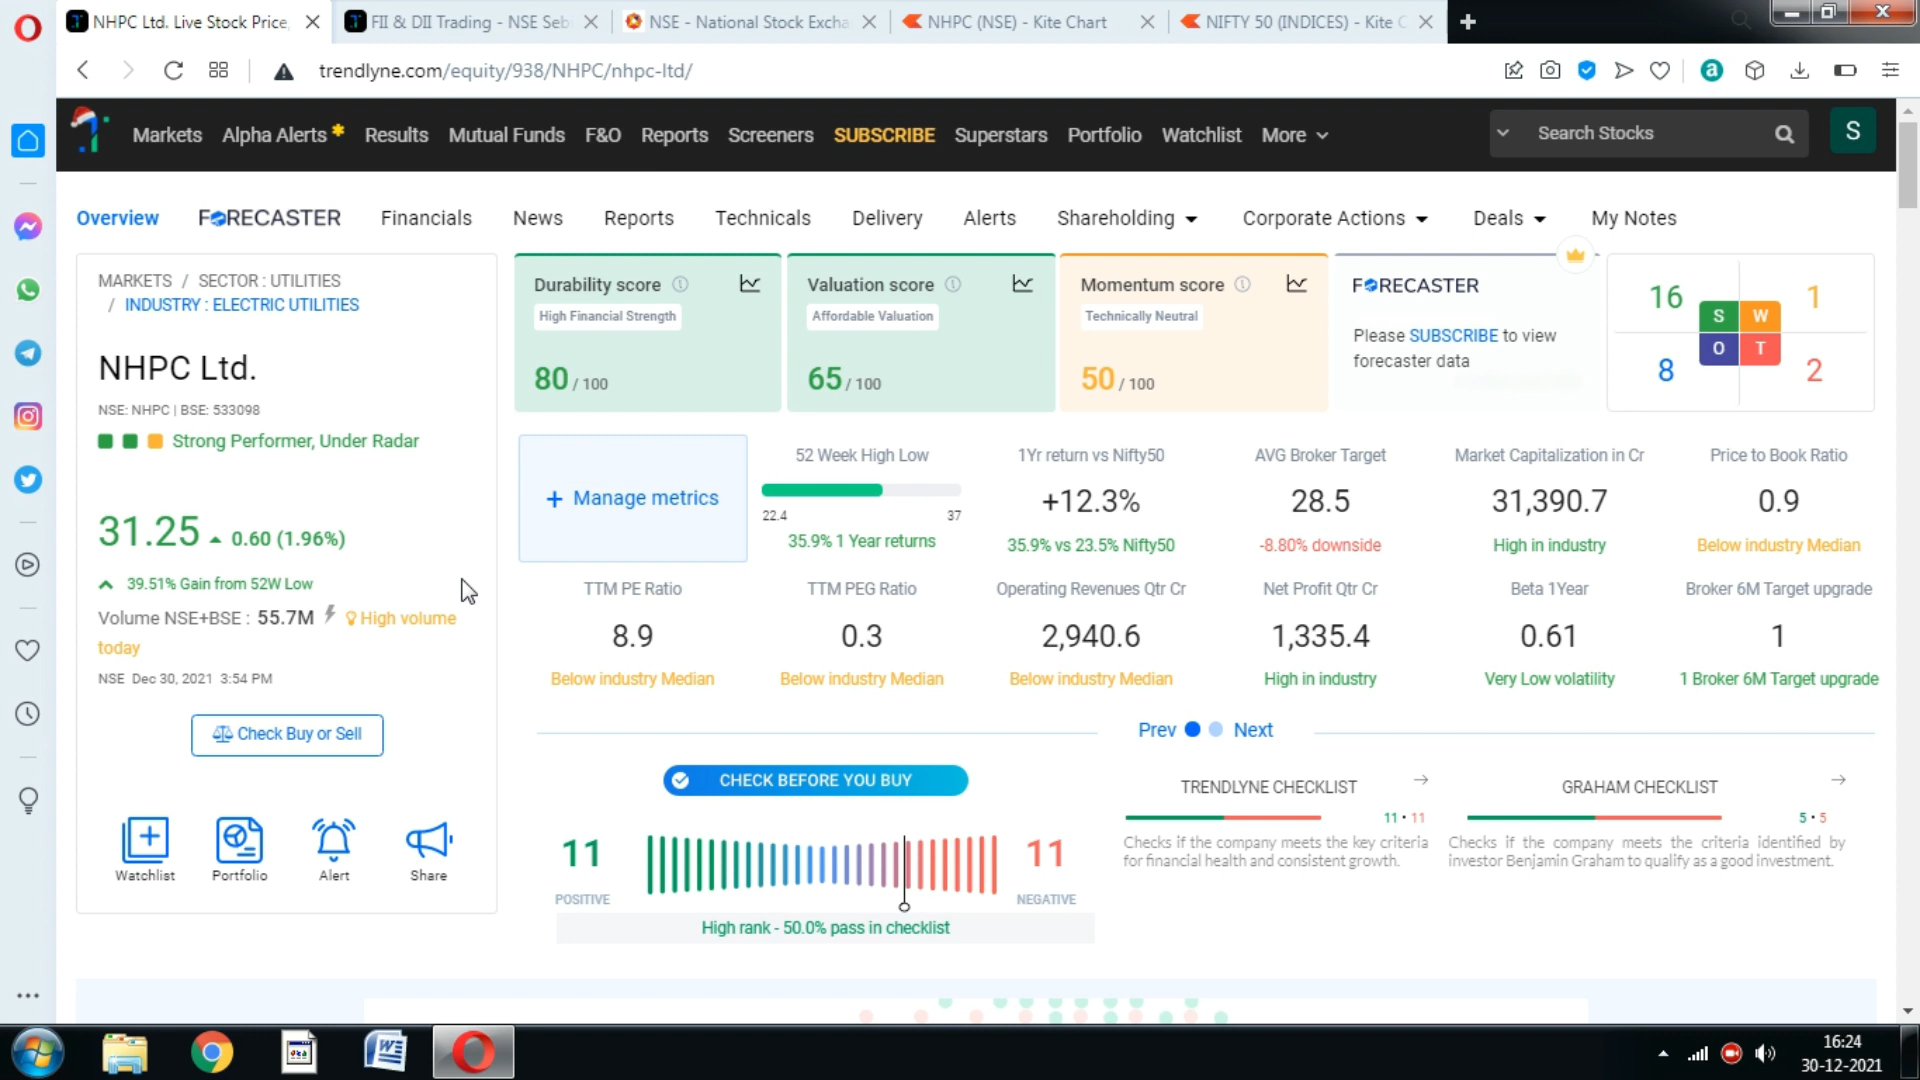 NHPC Ltd. Live Stock Price,
FII & DII Trading - NSE Seb
NSE - National Stock Excha
NHPC (NSE) - Kite Chart
NIFTY 50 (INDICES) - Kite C
trendlyne.com/equity/938/NHPC/nhpc-ltd/
Markets Alpha Alerts Results Mutual Funds F&O Reports Screeners SUBSCRIBE Superstars Portfolio Watchlist More
Search Stocks
S
Overview FORECASTER Financials News Reports Technicals Delivery Alerts Shareholding Corporate Actions Deals My Notes
MARKETS / SECTOR : UTILITIES
/ INDUSTRY : ELECTRIC UTILITIES
NHPC Ltd.
NSE: NHPC | BSE: 533098
Strong Performer, Under Radar
31.25 0.60 (1.96%)
39.51% Gain from 52W Low
Volume NSE+BSE : 55.7M High volume
today
NSE Dec 30, 2021 3:54 PM
Check Buy or Sell
Watchlist Portfolio Alert Share
Durability score
High Financial Strength
80 / 100
Valuation score
Affordable Valuation
65 / 100
Momentum score
Technically Neutral
50 / 100
FORECASTER
Please SUBSCRIBE to view
forecaster data
16 S W 1
8 O T 2
+ Manage metrics
52 Week High Low
22.4 37
35.9% 1 Year returns
1Yr return vs Nifty50
+12.3%
35.9% vs 23.5% Nifty50
AVG Broker Target
28.5
-8.80% downside
Market Capitalization in Cr
31,390.7
High in industry
Price to Book Ratio
0.9
Below industry Median
TTM PE Ratio
8.9
Below industry Median
TTM PEG Ratio
0.3
Below industry Median
Operating Revenues Qtr Cr
2,940.6
Below industry Median
Net Profit Qtr Cr
1,335.4
High in industry
Beta 1Year
0.61
Very Low volatility
Broker 6M Target upgrade
1
1 Broker 6M Target upgrade
Prev Next
CHECK BEFORE YOU BUY
11
POSITIVE
11
NEGATIVE
High rank - 50.0% pass in checklist
TRENDLYNE CHECKLIST
11 • 11
Checks if the company meets the key criteria
for financial health and consistent growth.
GRAHAM CHECKLIST
5 • 5
Checks if the company meets the criteria identified by
investor Benjamin Graham to qualify as a good investment.
16:24
30-12-2021